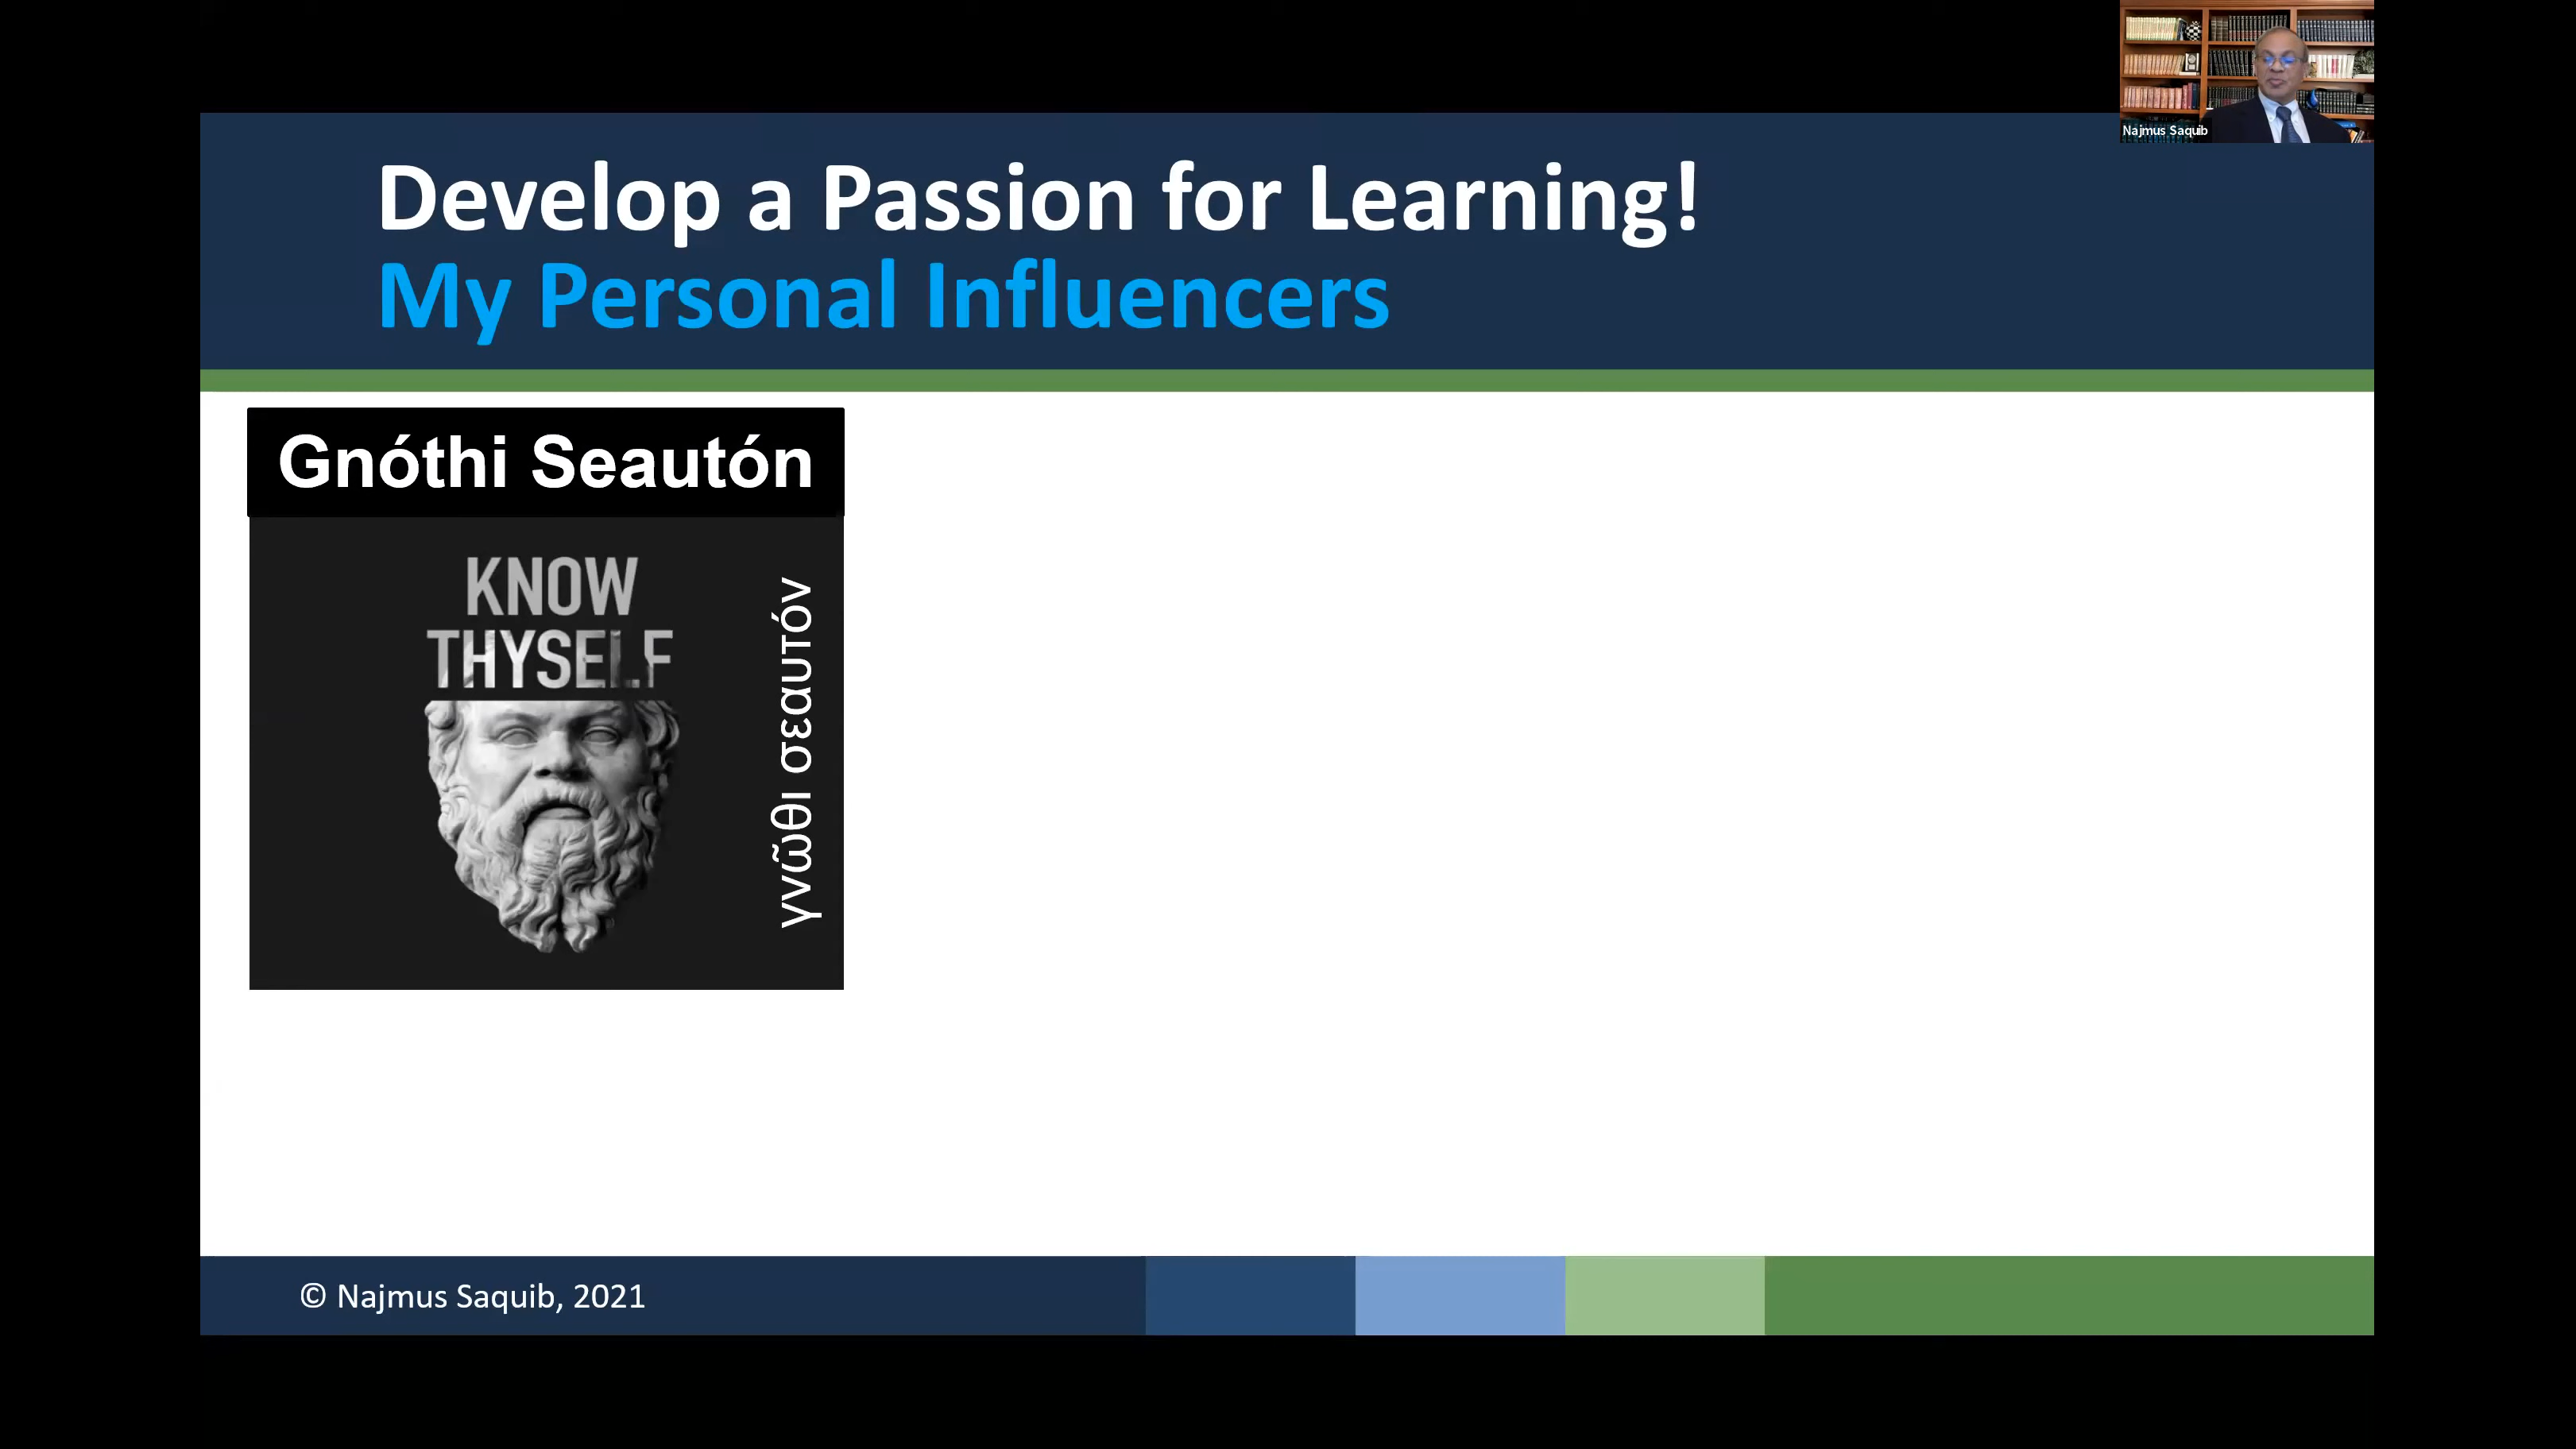 Najmus Saquib
Develop a Passion for Learning!
My Personal Influencers
Gnóthi Seautón
KNOW
THYSELF
γνῶθι σεαυτόν
© Najmus Saquib, 2021